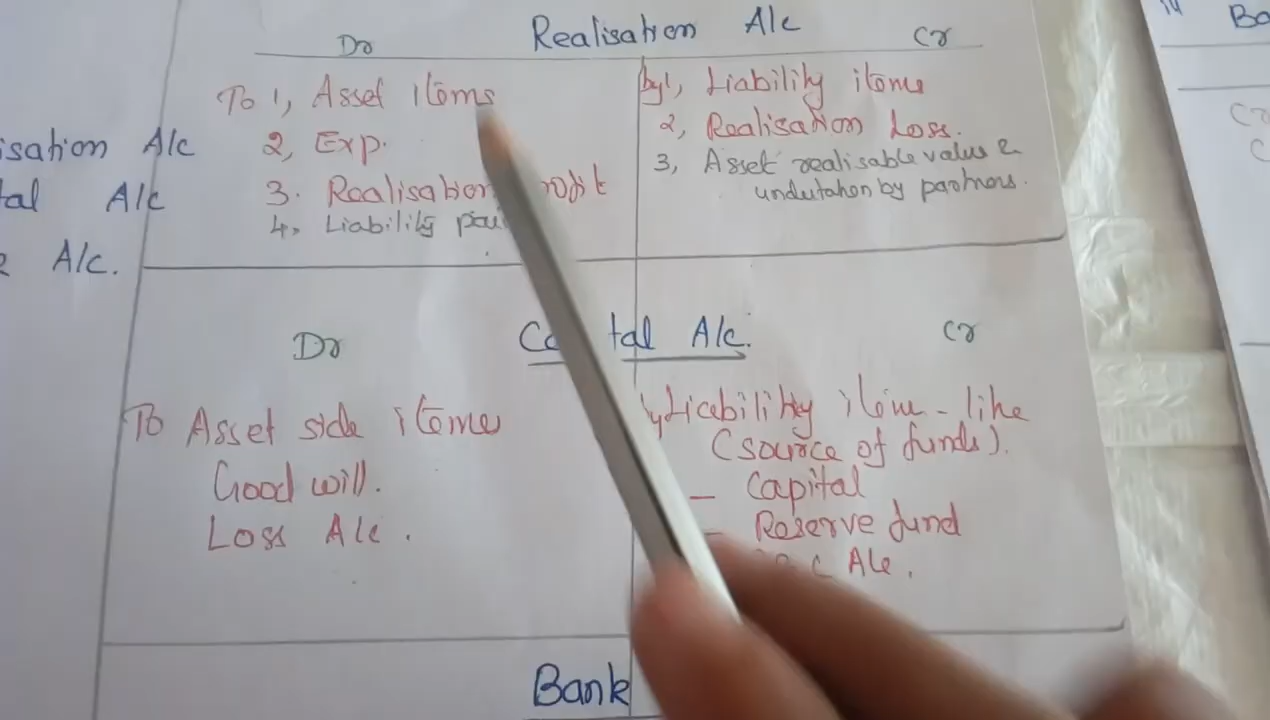 Realisation A/c
Dr
Cr
To 1, Asset items
2, Exp.
3. Realisation
4, Liability
by 1, Liability items
2, Realisation Loss.
3, Asset realisable value &
undutahon by partners.
isation A/c
tal A/c
A/c.
Dr
tal A/c.
Cr
To Asset side items
Good will.
Loss A/c.
Liability item - like
(source of funds).
- Capital
- Reserve fund
A/c.
Bank
Cr